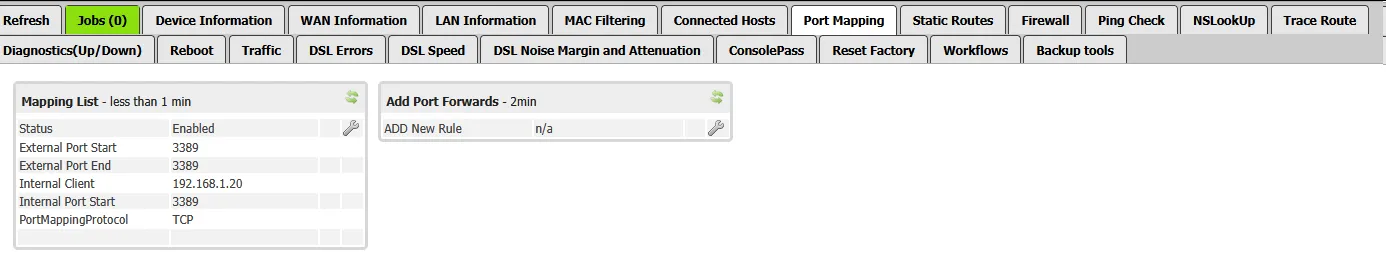 Refresh Jobs (0) Device Information WAN Information LAN Information MAC Filtering Connected Hosts Port Mapping Static Routes Firewall Ping Check NSLookUp Trace Route
Diagnostics(Up/Down) Reboot Traffic DSL Errors DSL Speed DSL Noise Margin and Attenuation ConsolePass Reset Factory Workflows Backup tools
Mapping List - less than 1 min
Status Enabled
External Port Start 3389
External Port End 3389
Internal Client 192.168.1.20
Internal Port Start 3389
PortMappingProtocol TCP
Add Port Forwards - 2min
ADD New Rule n/a